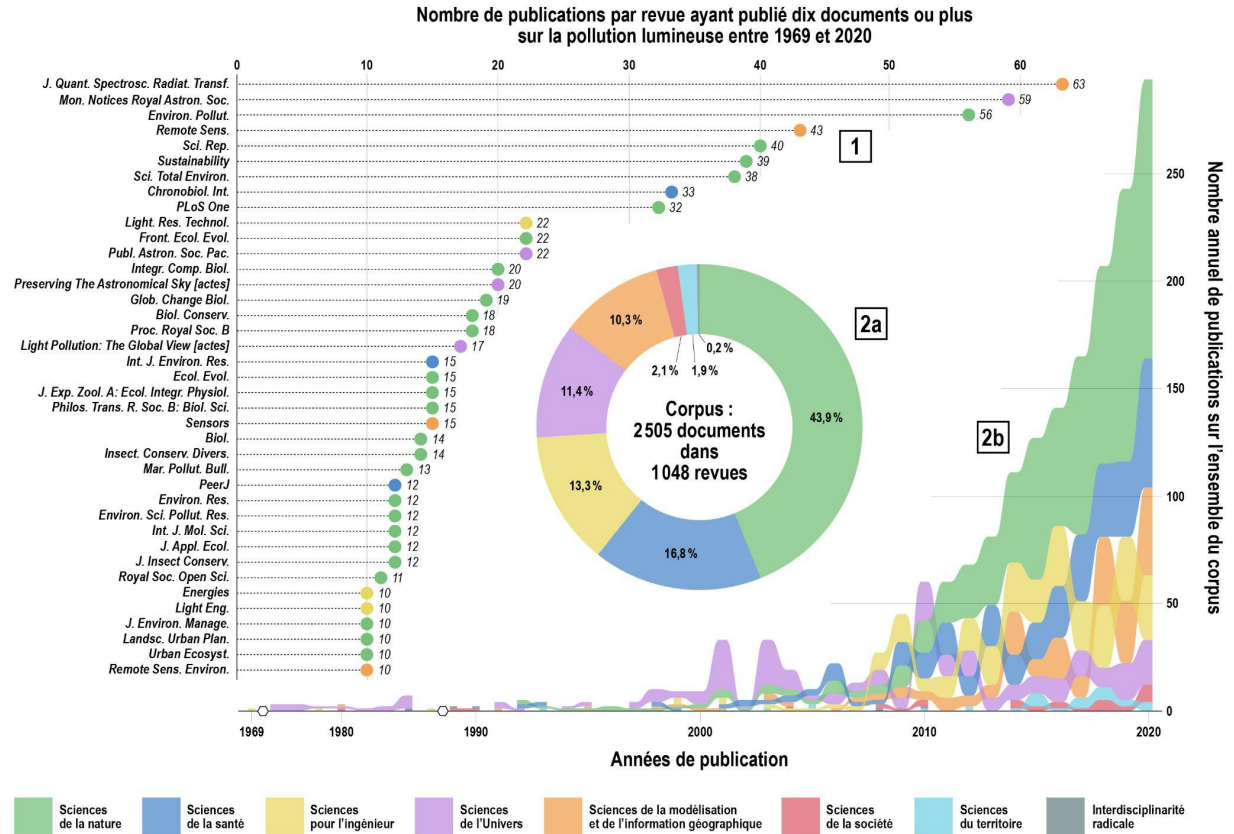 Nombre de publications par revue ayant publié dix documents ou plus
sur la pollution lumineuse entre 1969 et 2020
0 10 20 30 40 50 60
J. Quant. Spectrosc. Radiat. Transf. 63
Mon. Notices Royal Astron. Soc. 59
Environ. Pollut. 56
Remote Sens. 43
Sci. Rep. 40
Sustainability 39
Sci. Total Environ. 38
Chronobiol. Int. 33
PLoS One 32
Light. Res. Technol. 22
Front. Ecol. Evol. 22
Publ. Astron. Soc. Pac. 22
Integr. Comp. Biol. 20
Preserving The Astronomical Sky [actes] 20
Glob. Change Biol. 19
Biol. Conserv. 18
Proc. Royal Soc. B 18
Light Pollution: The Global View [actes] 17
Int. J. Environ. Res. 15
Ecol. Evol. 15
J. Exp. Zool. A: Ecol. Integr. Physiol. 15
Philos. Trans. R. Soc. B: Biol. Sci. 15
Sensors 15
Biol. 14
Insect. Conserv. Divers. 14
Mar. Pollut. Bull. 13
PeerJ 12
Environ. Res. 12
Environ. Sci. Pollut. Res. 12
Int. J. Mol. Sci. 12
J. Appl. Ecol. 12
J. Insect Conserv. 12
Royal Soc. Open Sci. 11
Energies 10
Light Eng. 10
J. Environ. Manage. 10
Landsc. Urban Plan. 10
Urban Ecosyst. 10
Remote Sens. Environ. 10
1
2a
2b
43,9 %
16,8 %
13,3 %
11,4 %
10,3 %
2,1 %
1,9 %
0,2 %
Corpus :
2 505 documents
dans
1 048 revues
250
200
150
100
50
0
Nombre annuel de publications sur l'ensemble du corpus
1969 1980 1990 2000 2010 2020
Années de publication
Sciences
de la nature
Sciences
de la santé
Sciences
pour l'ingénieur
Sciences
de l'Univers
Sciences de la modélisation
et de l'information géographique
Sciences
de la société
Sciences
du territoire
Interdisciplinarité
radicale